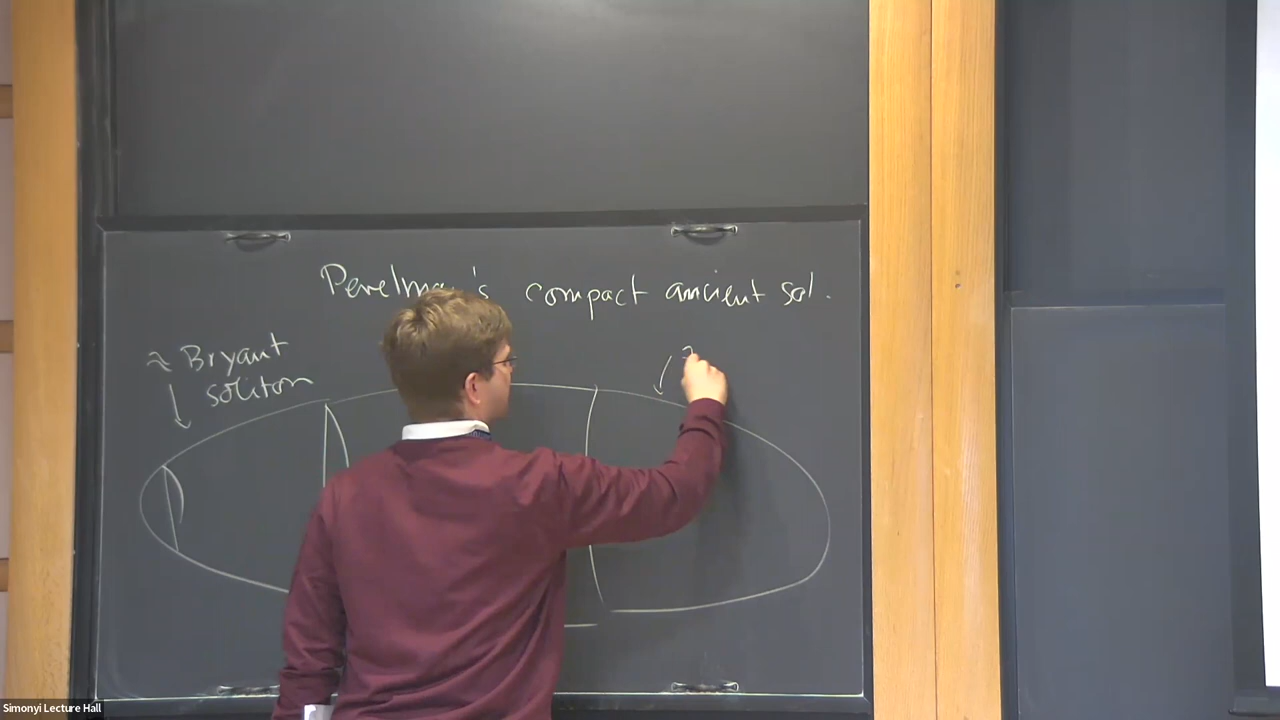 Perelman's compact ancient sol.
≈ Bryant
soliton
Simonyi Lecture Hall